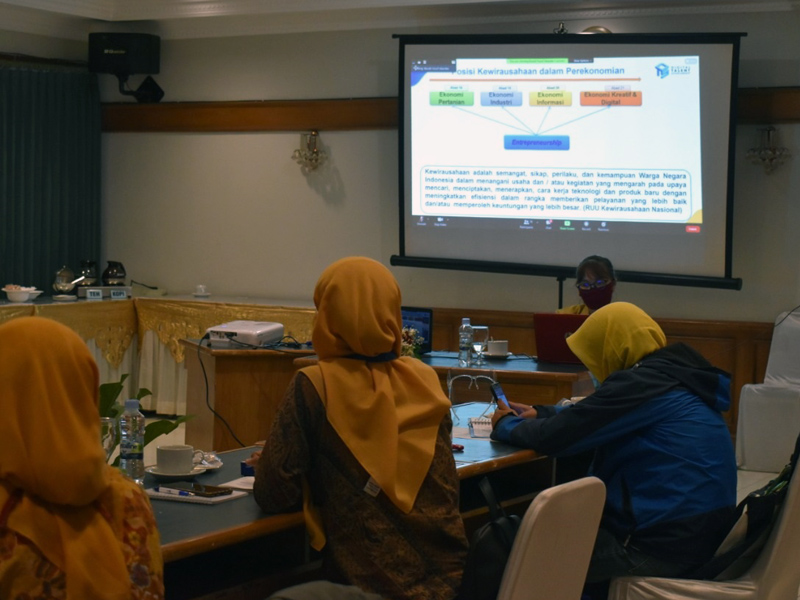 Posisi Kewirausahaan dalam Perekonomian
Ekonomi Pertanian
Ekonomi Industri
Ekonomi Informasi
Ekonomi Kreatif & Digital
Entrepreneurship
Kewirausahaan adalah semangat, sikap, perilaku, dan kemampuan Warga Negara
Indonesia dalam menangani usaha dan / atau kegiatan yang mengarah pada upaya
mencari, menciptakan, menerapkan, cara kerja teknologi dan produk baru dengan
meningkatkan efisiensi dalam rangka memberikan pelayanan yang lebih baik
dan/atau memperoleh keuntungan yang lebih besar. (RUU Kewirausahaan Nasional)
TEH
KOPI